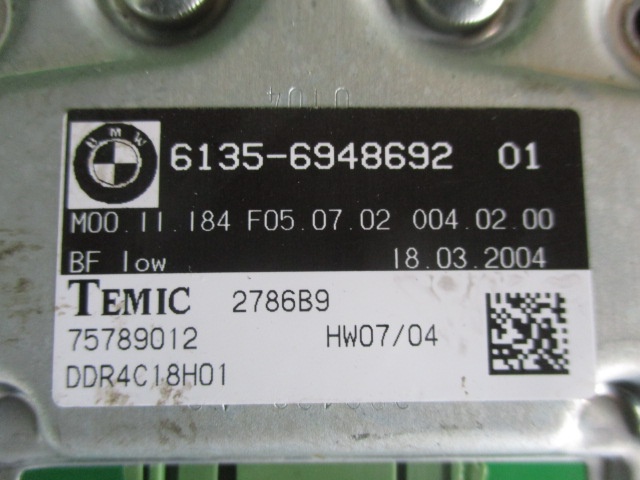 BMW
6135-6948692 01
M00.11.184 F05.07.02 004.02.00
BF low 18.03.2004
TEMIC 2786B9
75789012 HW07/04
DDR4C18H01